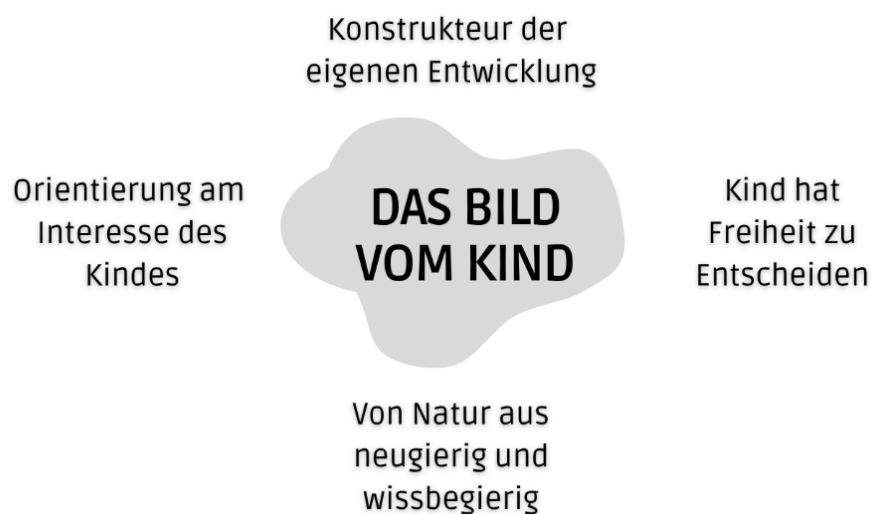 Konstrukteur der
eigenen Entwicklung
Orientierung am
Interesse des
Kindes
DAS BILD
VOM KIND
Kind hat
Freiheit zu
Entscheiden
Von Natur aus
neugierig und
wissbegierig